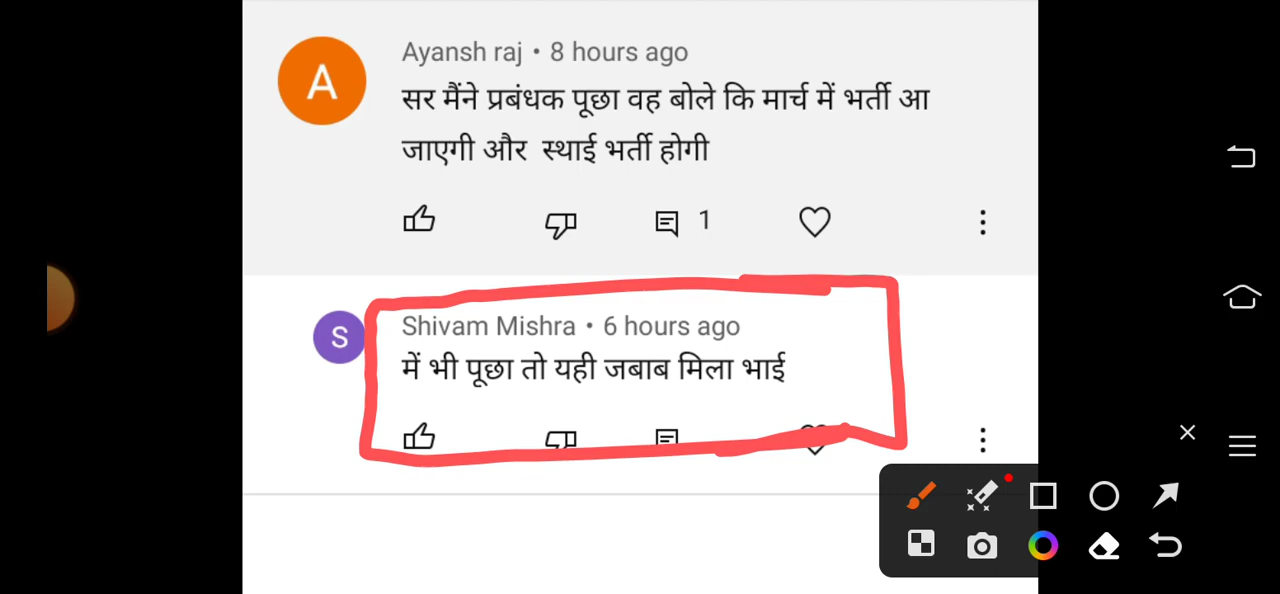 A
Ayansh raj • 8 hours ago
सर मैंने प्रबंधक पूछा वह बोले कि मार्च में भर्ती आ
जाएगी और स्थाई भर्ती होगी
1
S
Shivam Mishra • 6 hours ago
में भी पूछा तो यही जबाब मिला भाई